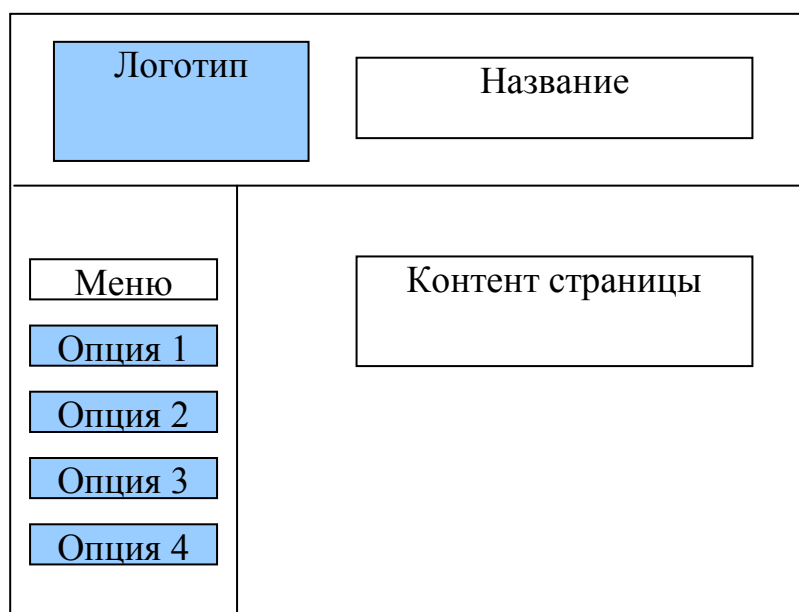 Логотип
Название
Меню
Опция 1
Опция 2
Опция 3
Опция 4
Контент страницы